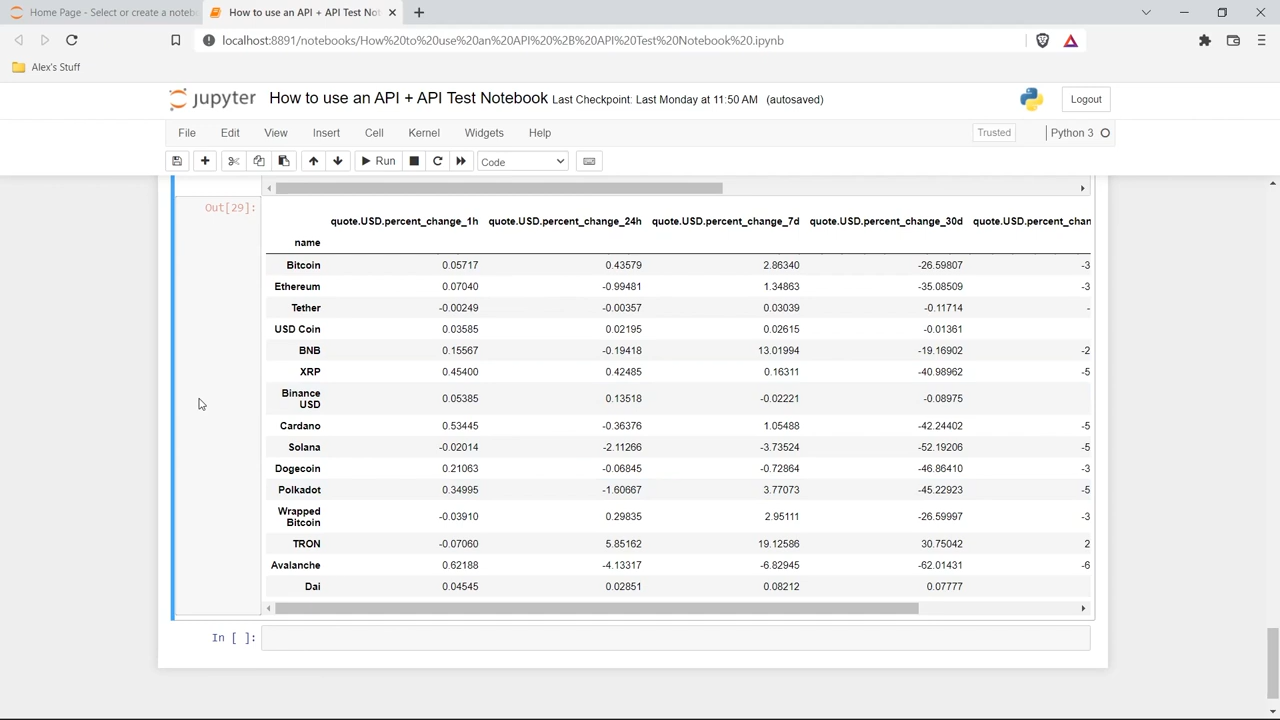 Home Page - Select or create a noteb
How to use an API + API Test Not
localhost:8891/notebooks/How%20to%20use%20an%20API%20%2B%20API%20Test%20Notebook%20.ipynb
Alex's Stuff
jupyter How to use an API + API Test Notebook Last Checkpoint: Last Monday at 11:50 AM (autosaved)
Logout
File Edit View Insert Cell Kernel Widgets Help Trusted Python 3
Run Code
Out[29]:
quote.USD.percent_change_1h quote.USD.percent_change_24h quote.USD.percent_change_7d quote.USD.percent_change_30d quote.USD.percent_chan
name
Bitcoin 0.05717 0.43579 2.86340 -26.59807 -3
Ethereum 0.07040 -0.99481 1.34863 -35.08509 -3
Tether -0.00249 -0.00357 0.03039 -0.11714 -
USD Coin 0.03585 0.02195 0.02615 -0.01361
BNB 0.15567 -0.19418 13.01994 -19.16902 -2
XRP 0.45400 0.42485 0.16311 -40.98962 -5
Binance
USD 0.05385 0.13518 -0.02221 -0.08975
Cardano 0.53445 -0.36376 1.05488 -42.24402 -5
Solana -0.02014 -2.11266 -3.73524 -52.19206 -5
Dogecoin 0.21063 -0.06845 -0.72864 -46.86410 -3
Polkadot 0.34995 -1.60667 3.77073 -45.22923 -5
Wrapped
Bitcoin -0.03910 0.29835 2.95111 -26.59997 -3
TRON -0.07060 5.85162 19.12586 30.75042 2
Avalanche 0.62188 -4.13317 -6.82945 -62.01431 -6
Dai 0.04545 0.02851 0.08212 0.07777
In [ ]: